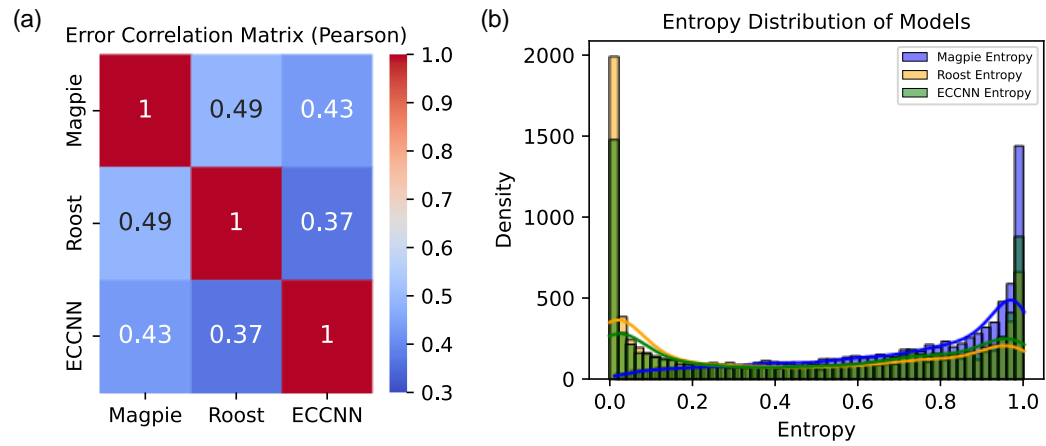 (a)
Error Correlation Matrix (Pearson)
Magpie
Roost
ECCNN
1
0.49
0.43
0.49
1
0.37
0.43
0.37
1
Magpie
Roost
ECCNN
1.0
0.9
0.8
0.7
0.6
0.5
0.4
0.3
(b)
Entropy Distribution of Models
Density
2000
1500
1000
500
0
Magpie Entropy
Roost Entropy
ECCNN Entropy
0.0
0.2
0.4
0.6
0.8
1.0
Entropy